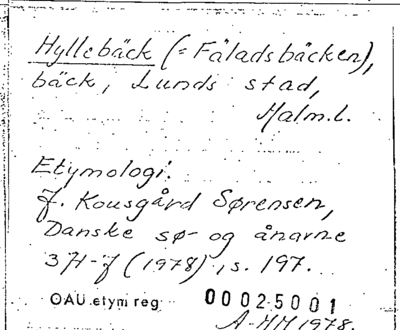 Hyllebäck (= Fäladsbäcken),
bäck, Lunds stad,
Malm.l.
Etymologi:
J. Kousgård Sørensen,
Danske sø- og ånavne
3 H-J (1978), s. 197.
OAU etym reg 00025001
A-HH 1978.